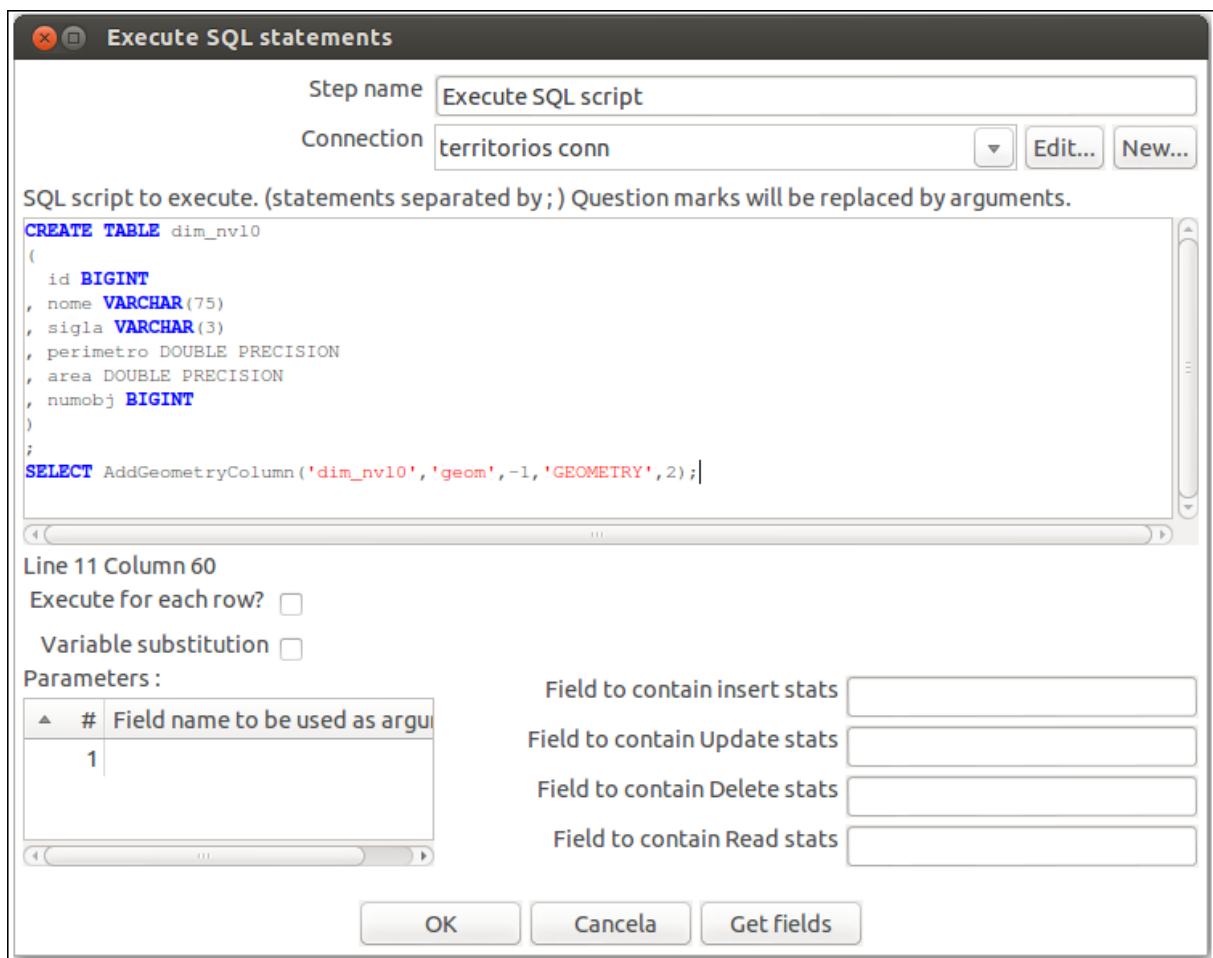 Execute SQL statements
Step name Execute SQL script
Connection territorios conn Edit... New...
SQL script to execute. (statements separated by ; ) Question marks will be replaced by arguments.
CREATE TABLE dim_nvl0
(
  id BIGINT
, nome VARCHAR(75)
, sigla VARCHAR(3)
, perimetro DOUBLE PRECISION
, area DOUBLE PRECISION
, numobj BIGINT
)
;
SELECT AddGeometryColumn('dim_nvl0','geom',-1,'GEOMETRY',2);
Line 11 Column 60
Execute for each row?
Variable substitution
Parameters :
# Field name to be used as argu
1
Field to contain insert stats
Field to contain Update stats
Field to contain Delete stats
Field to contain Read stats
OK Cancela Get fields